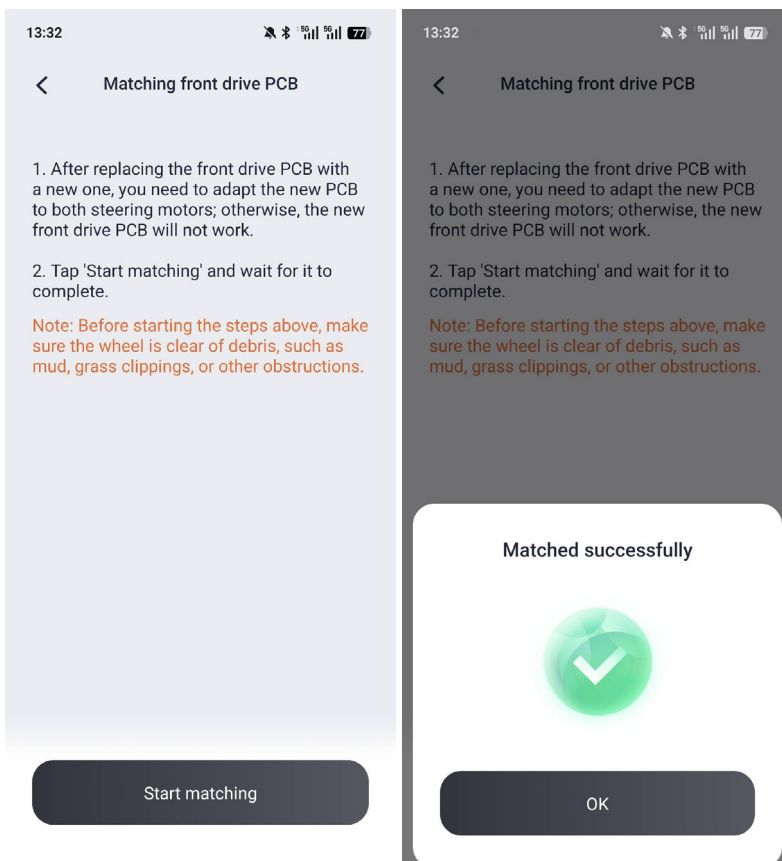 13:32
5G 5G 77
Matching front drive PCB
1. After replacing the front drive PCB with
a new one, you need to adapt the new PCB
to both steering motors; otherwise, the new
front drive PCB will not work.
2. Tap 'Start matching' and wait for it to
complete.
Note: Before starting the steps above, make
sure the wheel is clear of debris, such as
mud, grass clippings, or other obstructions.
Start matching
13:32
5G 5G 77
Matching front drive PCB
1. After replacing the front drive PCB with
a new one, you need to adapt the new PCB
to both steering motors; otherwise, the new
front drive PCB will not work.
2. Tap 'Start matching' and wait for it to
complete.
Note: Before starting the steps above, make
sure the wheel is clear of debris, such as
mud, grass clippings, or other obstructions.
Matched successfully
OK